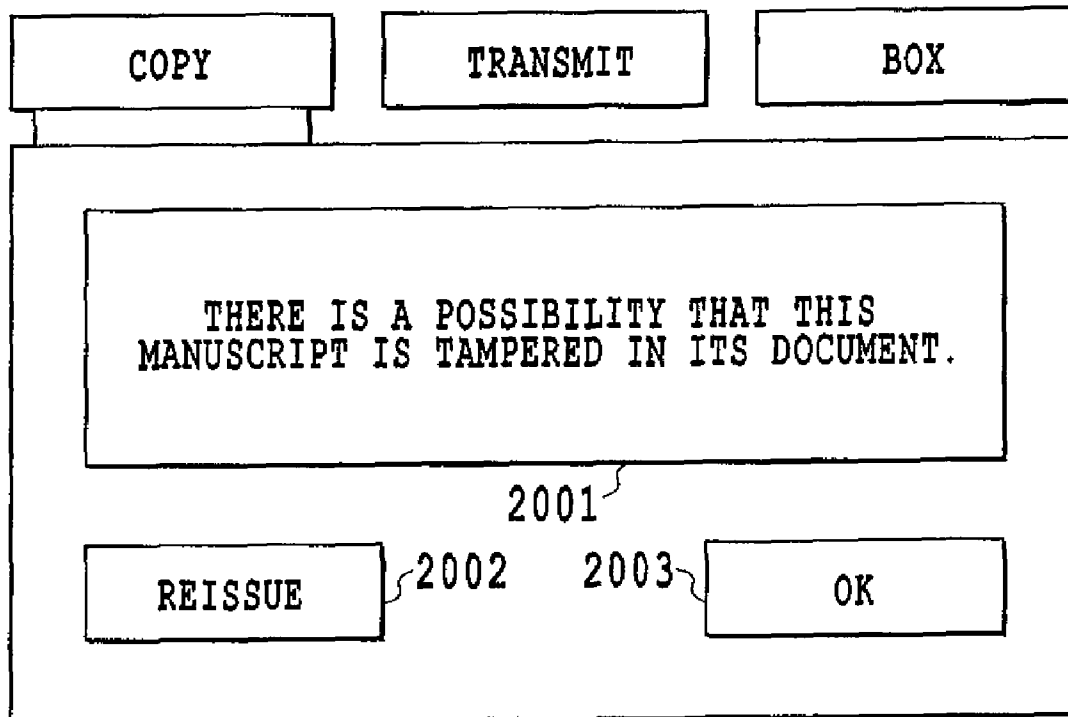 COPY TRANSMIT BOX
THERE IS A POSSIBILITY THAT THIS
MANUSCRIPT IS TAMPERED IN ITS DOCUMENT.
2001
REISSUE 2002 2003 OK